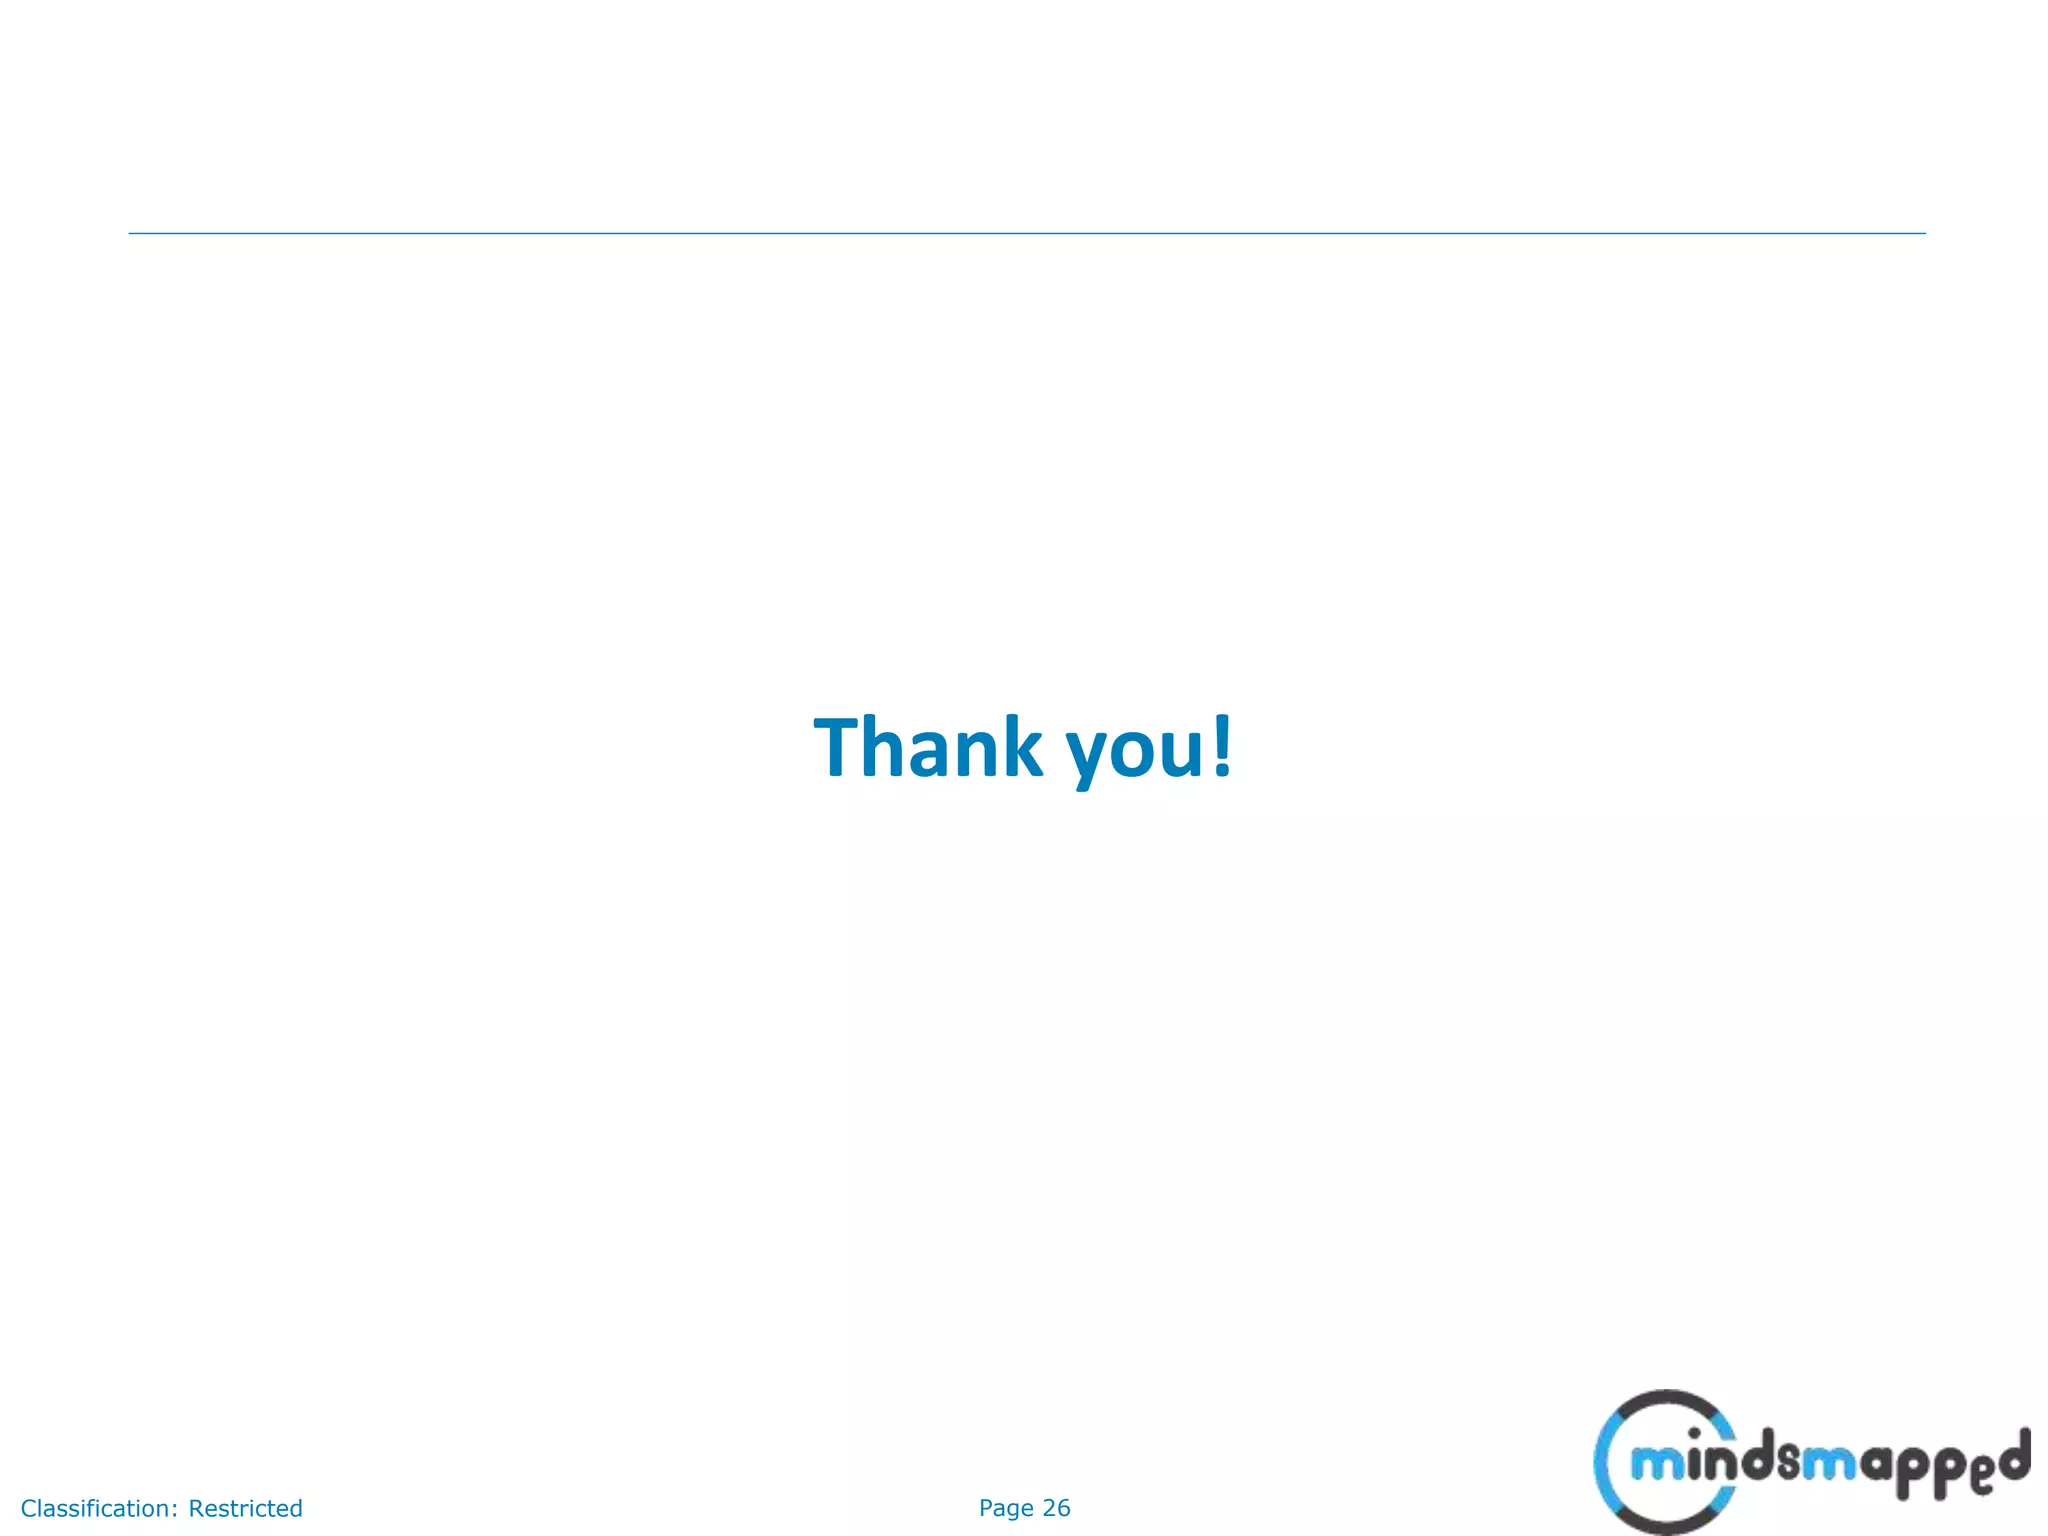 Thank you!
Classification: Restricted
Page 26
mindsmapped